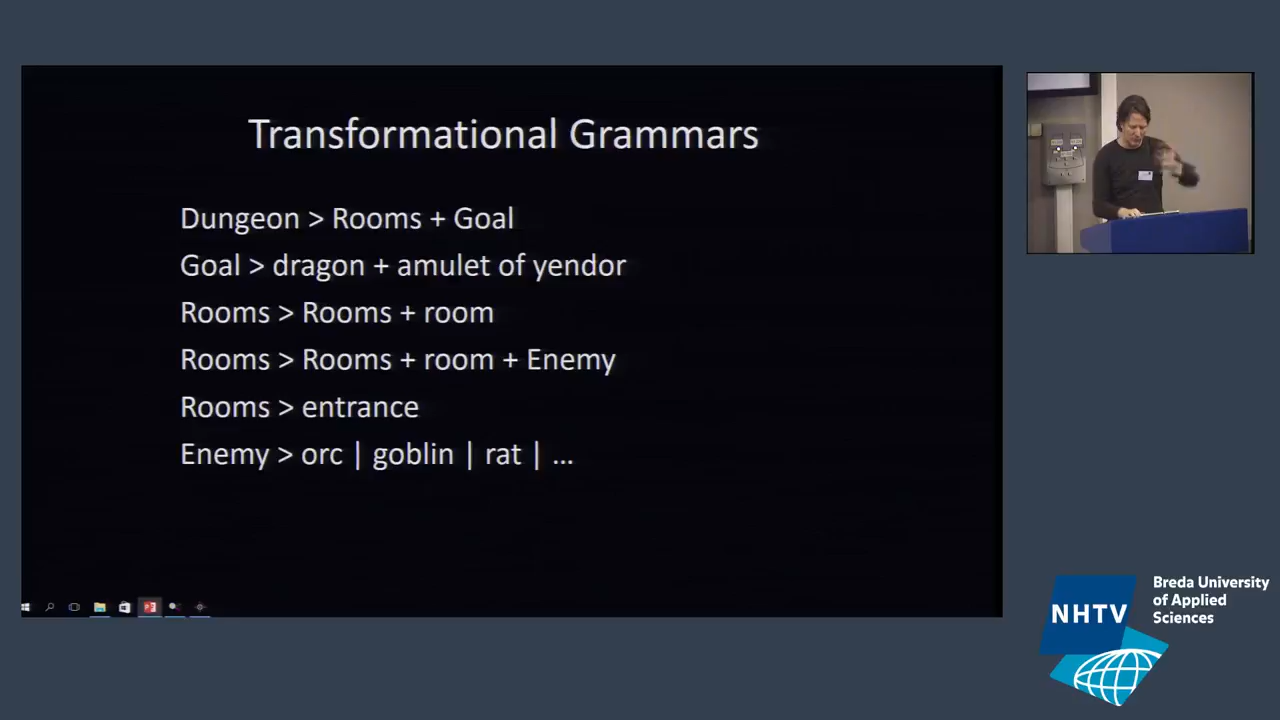 Transformational Grammars
Dungeon > Rooms + Goal
Goal > dragon + amulet of yendor
Rooms > Rooms + room
Rooms > Rooms + room + Enemy
Rooms > entrance
Enemy > orc | goblin | rat | ...
NHTV
Breda University
of Applied
Sciences